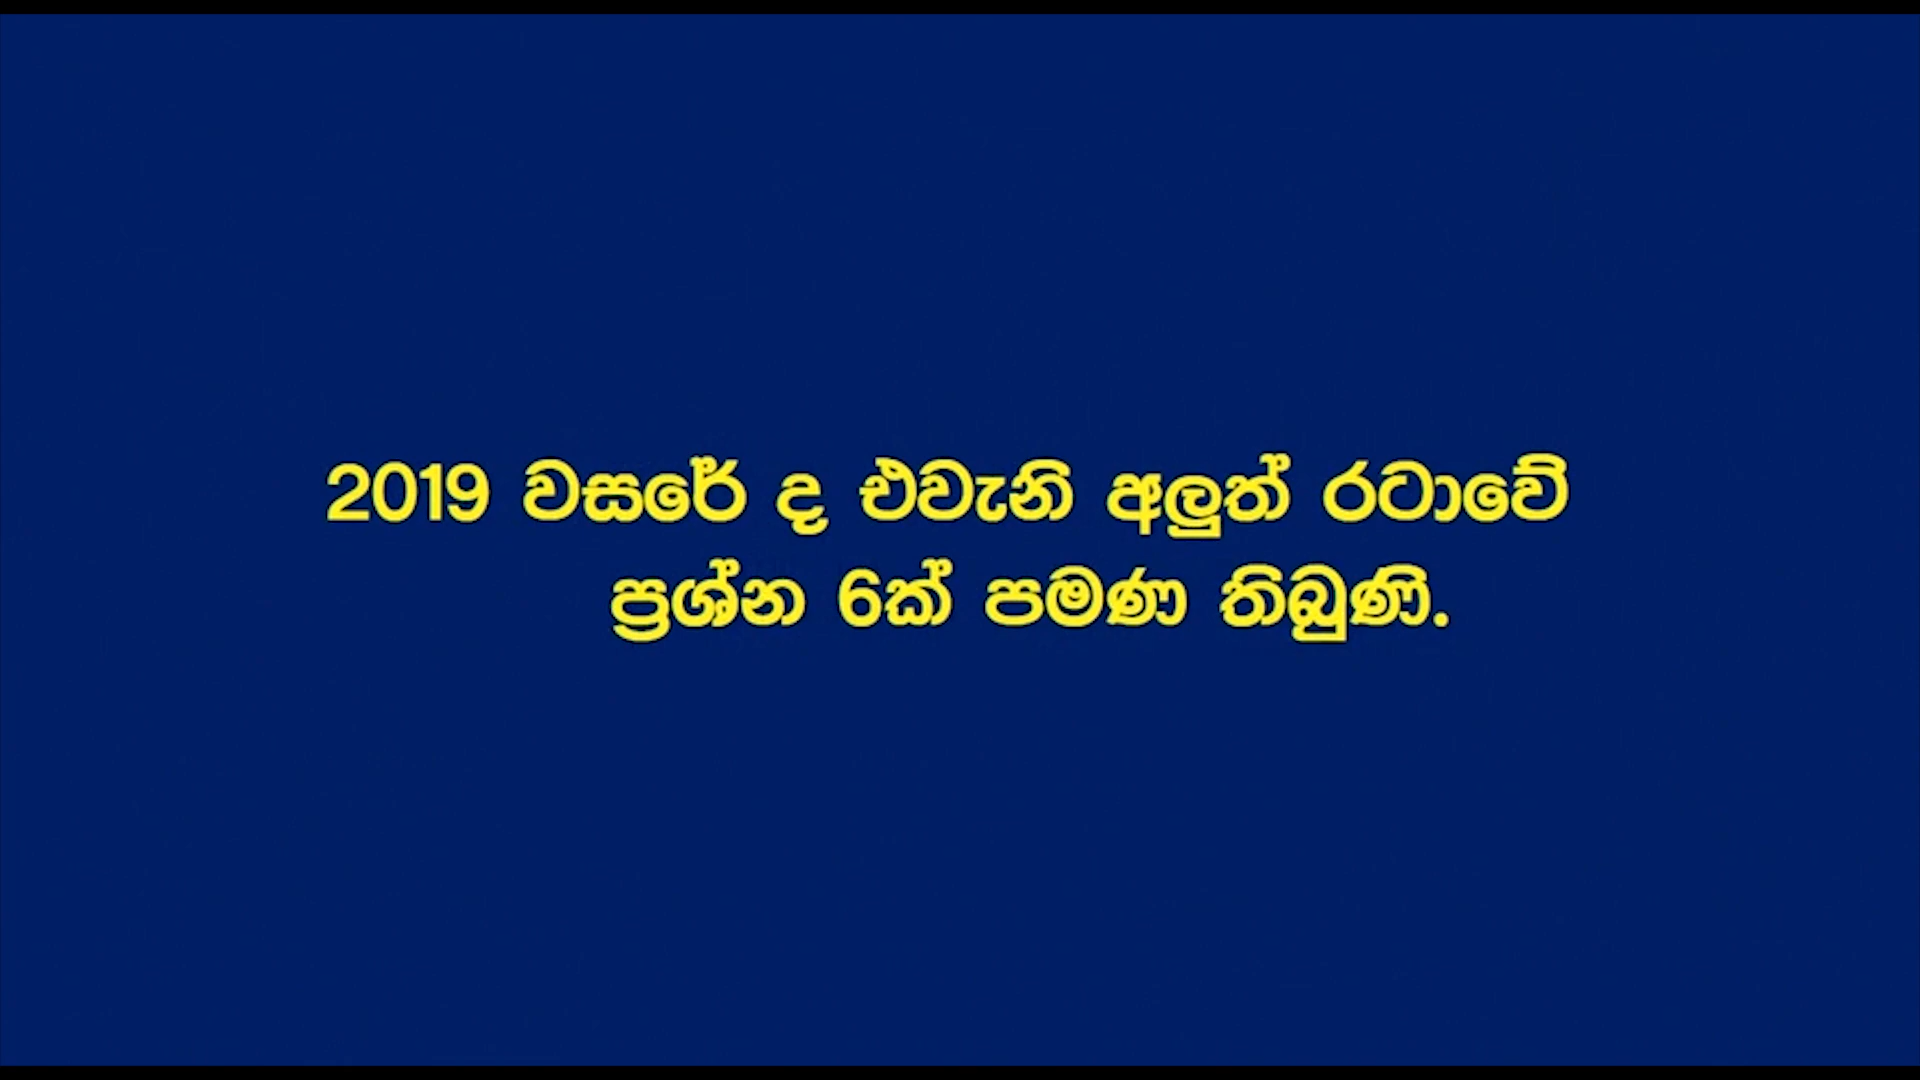 2019 වසරේ ද එවැනි අලුත් රටාවේ
ප්‍රශ්න 6ක් පමණ තිබුණි.